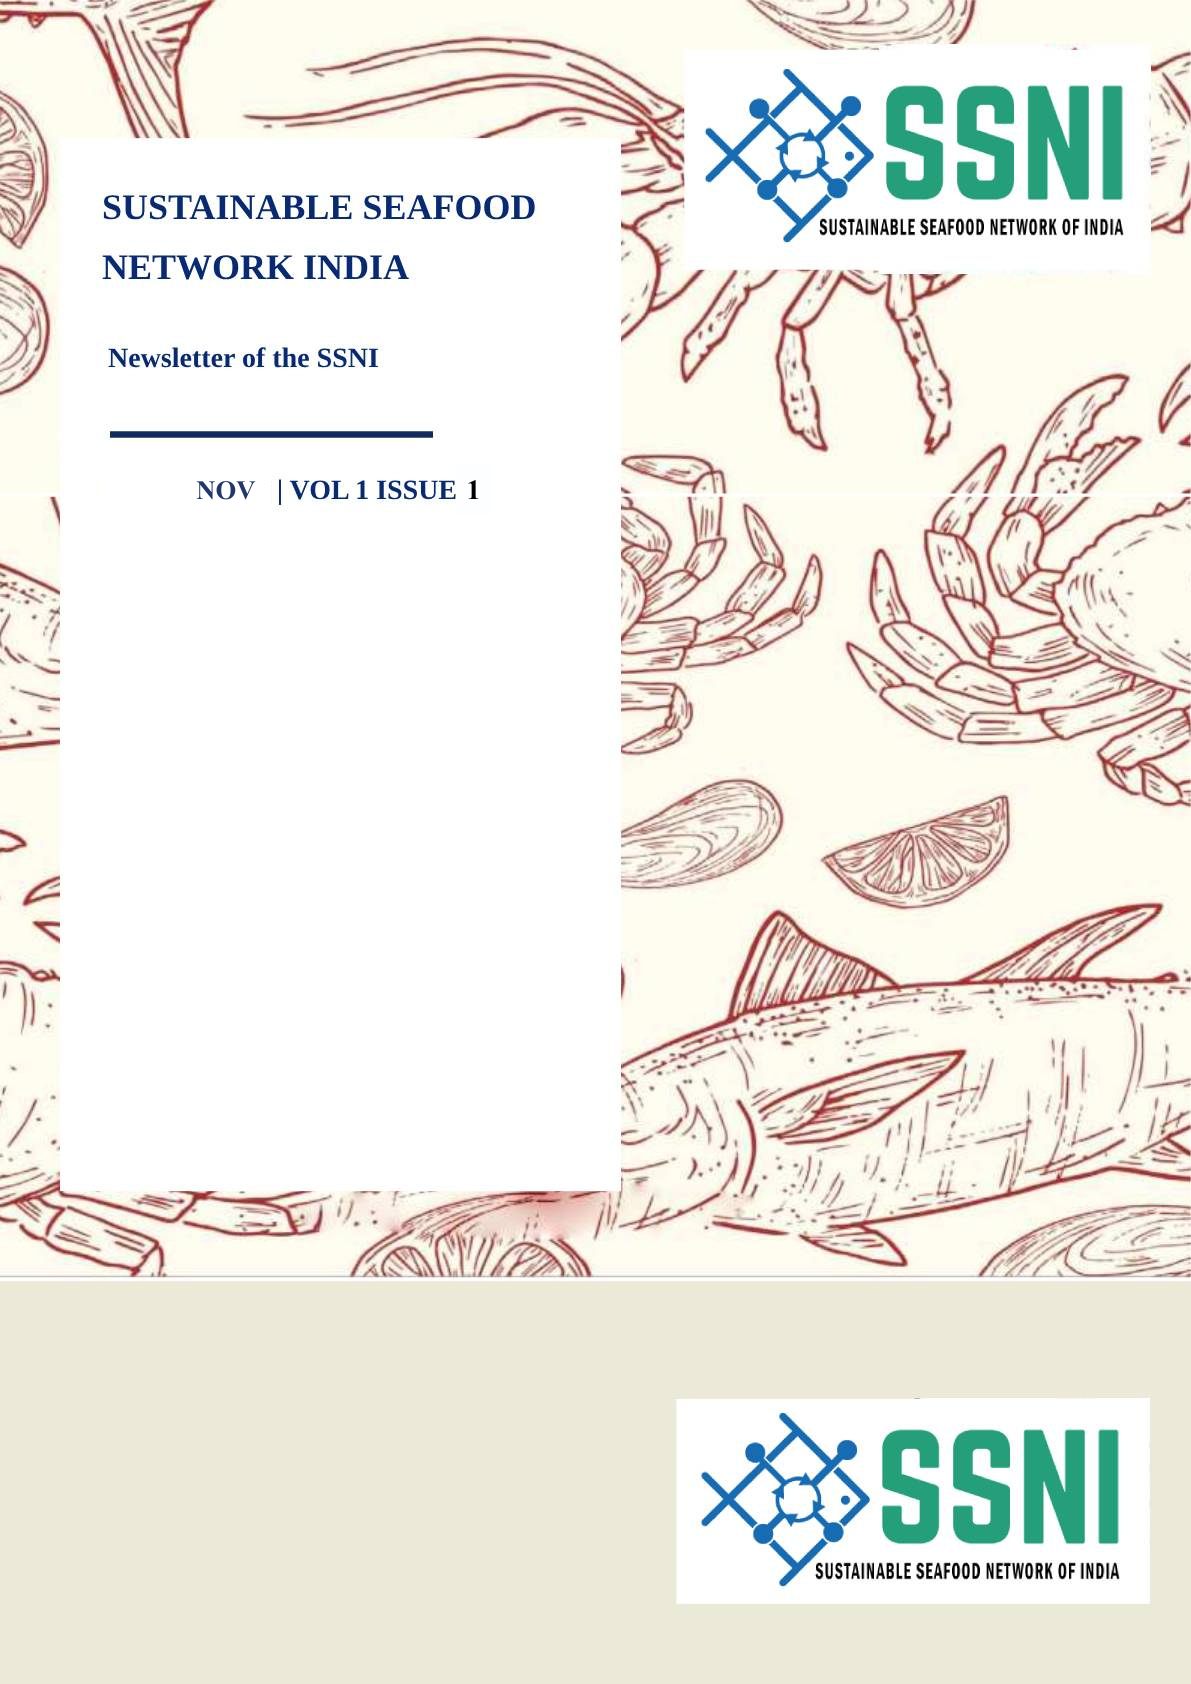 SSNI
SUSTAINABLE SEAFOOD NETWORK OF INDIA
SUSTAINABLE SEAFOOD
NETWORK INDIA
Newsletter of the SSNI
NOV | VOL 1 ISSUE 1
SSNI
SUSTAINABLE SEAFOOD NETWORK OF INDIA